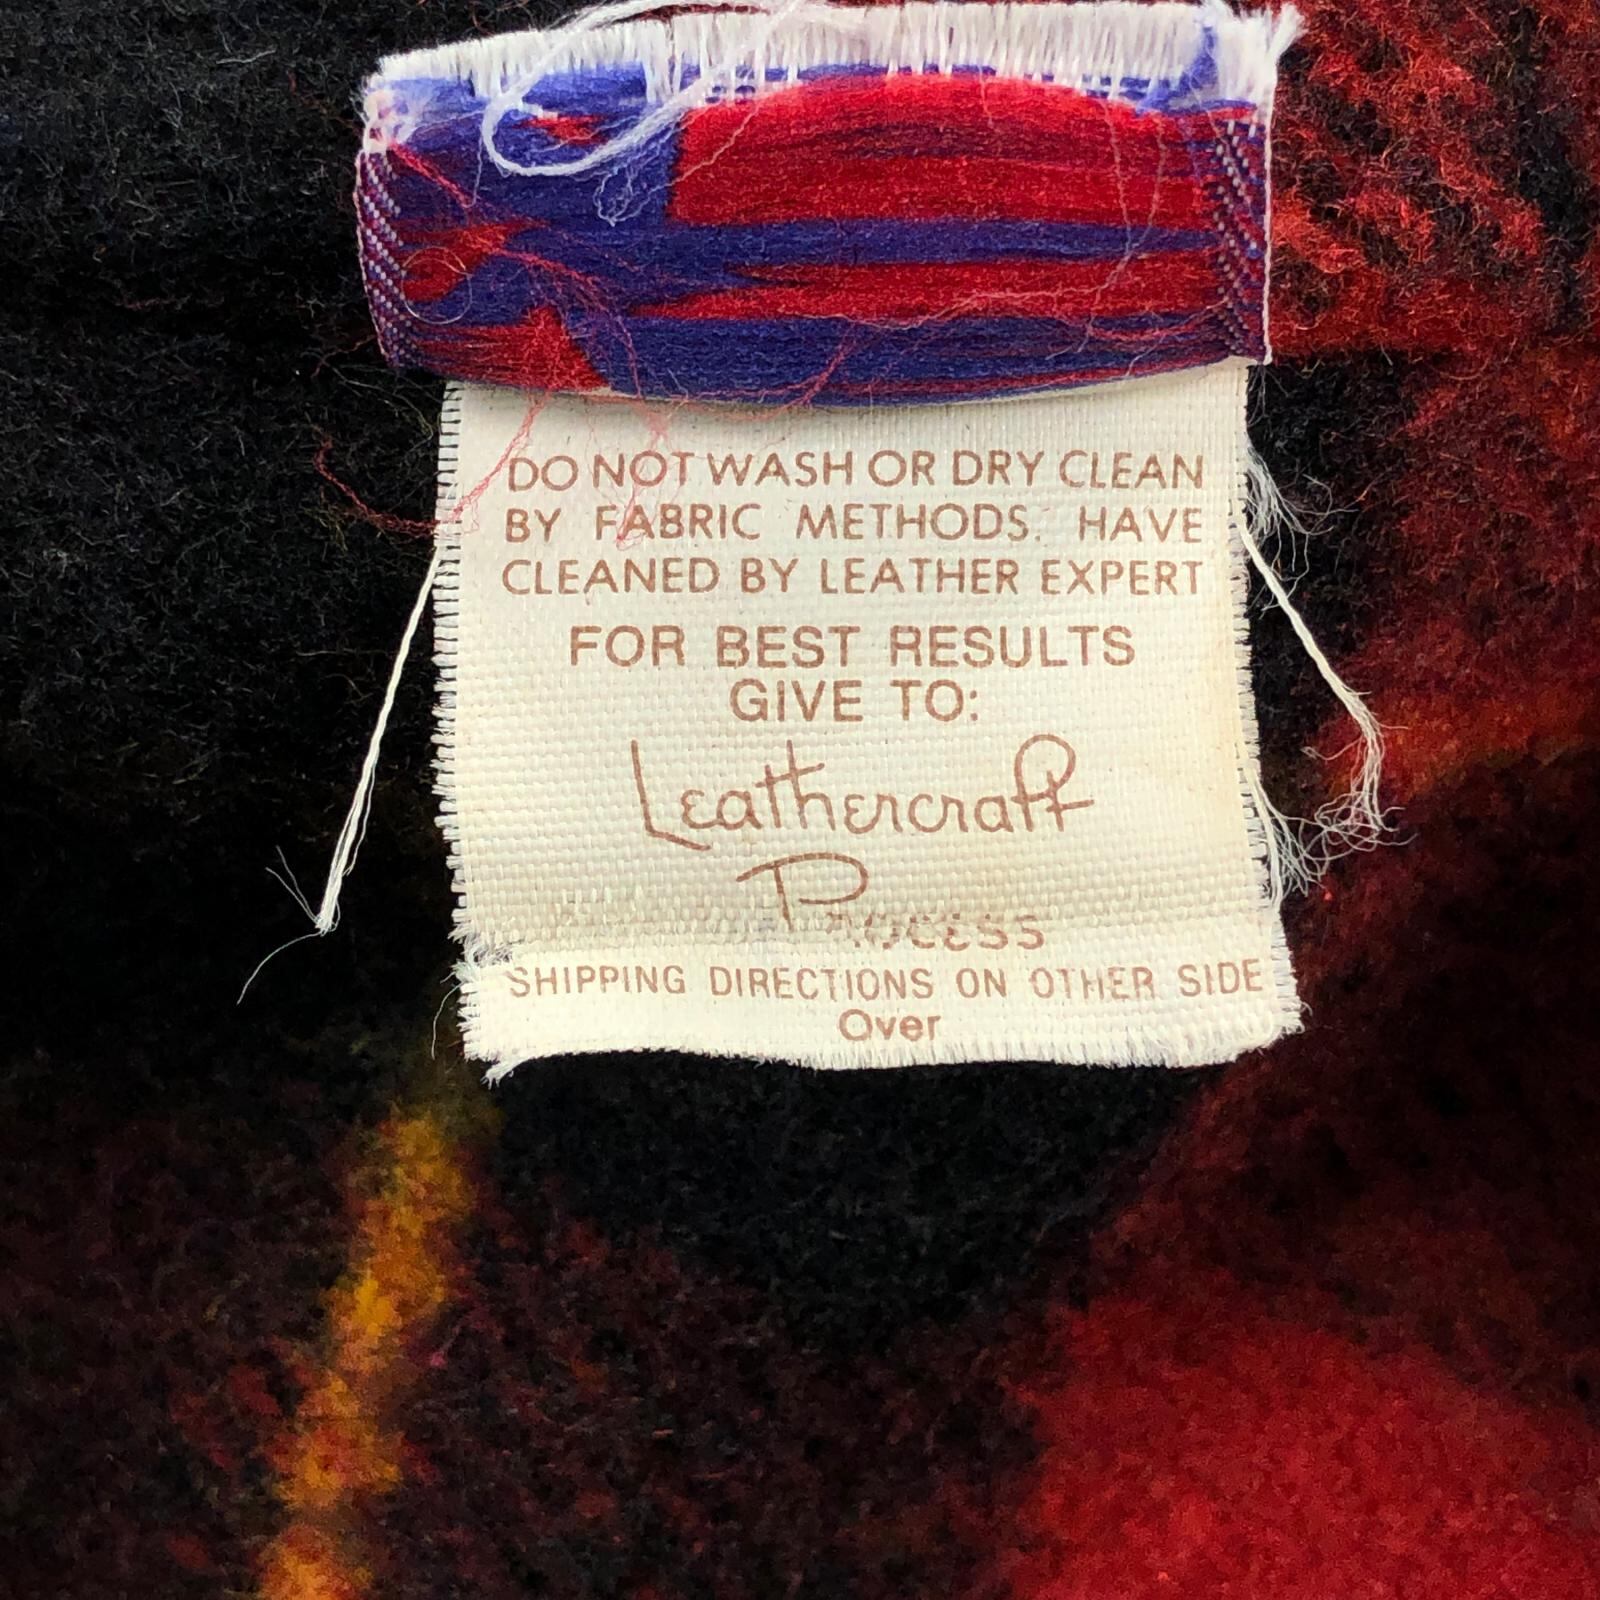 DO NOT WASH OR DRY CLEAN
BY FABRIC METHODS. HAVE
CLEANED BY LEATHER EXPERT
FOR BEST RESULTS
GIVE TO:
Leathercraft
Process
SHIPPING DIRECTIONS ON OTHER SIDE
Over